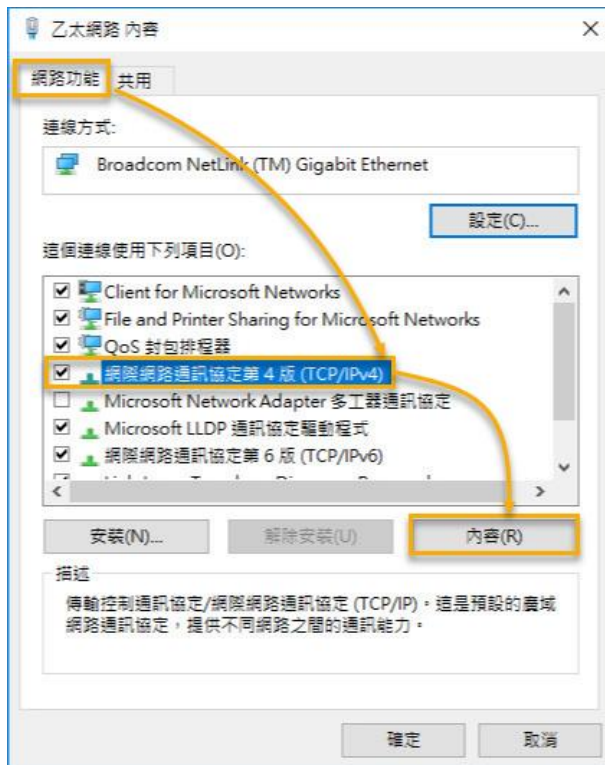 乙太網路 內容
網路功能 共用
連線方式:
Broadcom NetLink (TM) Gigabit Ethernet
設定(C)...
這個連線使用下列項目(O):
Client for Microsoft Networks
File and Printer Sharing for Microsoft Networks
QoS 封包排程器
網際網路通訊協定第 4 版 (TCP/IPv4)
Microsoft Network Adapter 多工器通訊協定
Microsoft LLDP 通訊協定驅動程式
網際網路通訊協定第 6 版 (TCP/IPv6)
安裝(N)... 解除安裝(U) 內容(R)
描述
傳輸控制通訊協定/網際網路通訊協定 (TCP/IP)。這是預設的廣域
網路通訊協定，提供不同網路之間的通訊能力。
確定 取消